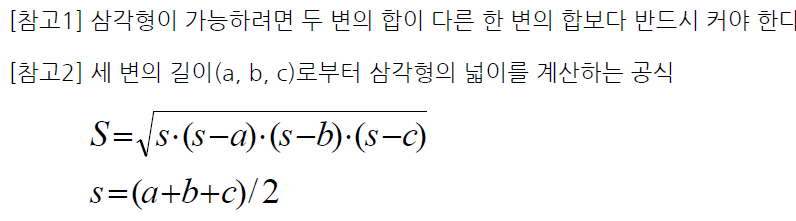 [참고1] 삼각형이 가능하려면 두 변의 합이 다른 한 변의 합보다 반드시 커야 한다
[참고2] 세 변의 길이(a, b, c)로부터 삼각형의 넓이를 계산하는 공식
S=√s·(s−a)·(s−b)·(s−c)
s=(a+b+c)/2